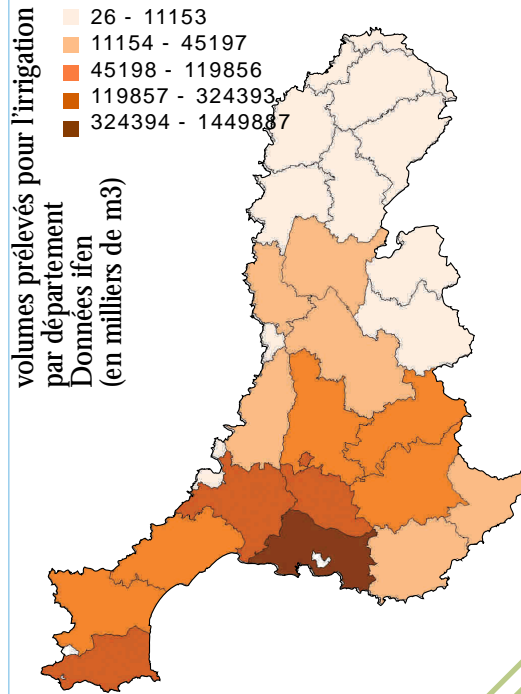 volumes prélevés pour l'irrigation
par département
Données ifen
(en milliers de m3)
26 - 11153
11154 - 45197
45198 - 119856
119857 - 324393
324394 - 1449887